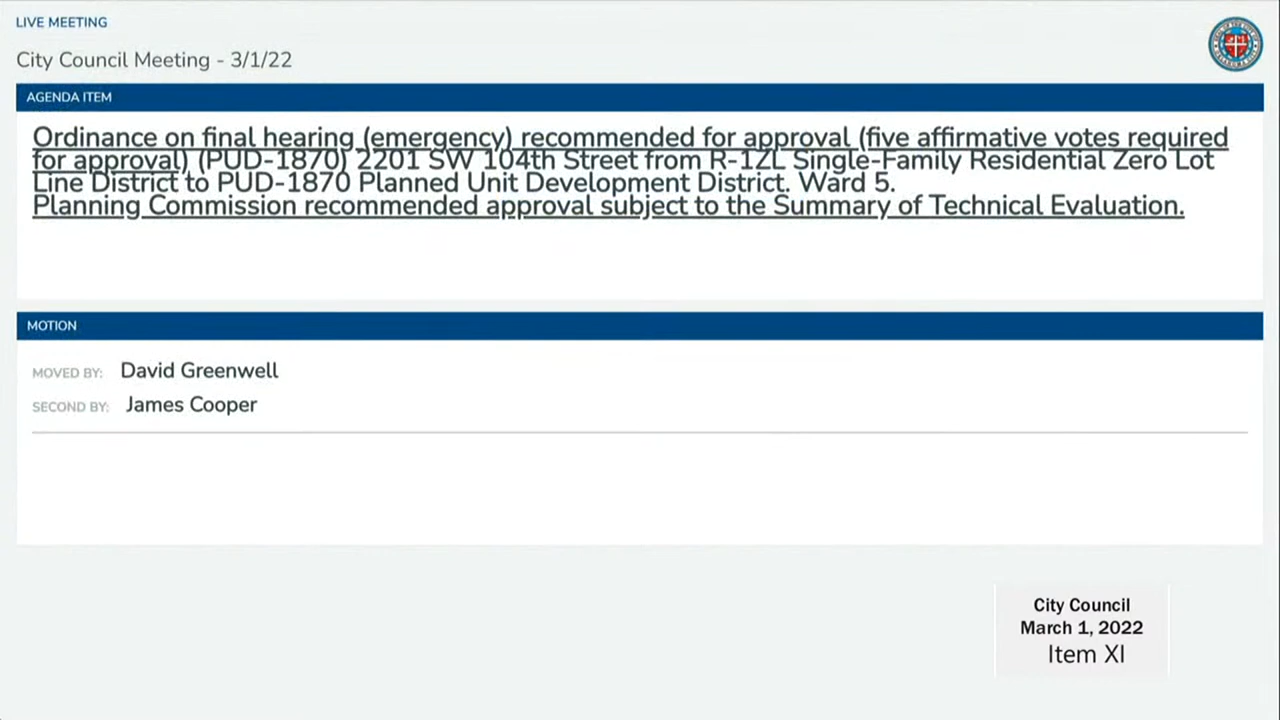 LIVE MEETING
City Council Meeting - 3/1/22
AGENDA ITEM
Ordinance on final hearing (emergency) recommended for approval (five affirmative votes required
for approval) (PUD-1870) 2201 SW 104th Street from R-1ZL Single-Family Residential Zero Lot
Line District to PUD-1870 Planned Unit Development District. Ward 5.
Planning Commission recommended approval subject to the Summary of Technical Evaluation.
MOTION
MOVED BY: David Greenwell
SECOND BY: James Cooper
City Council
March 1, 2022
Item XI